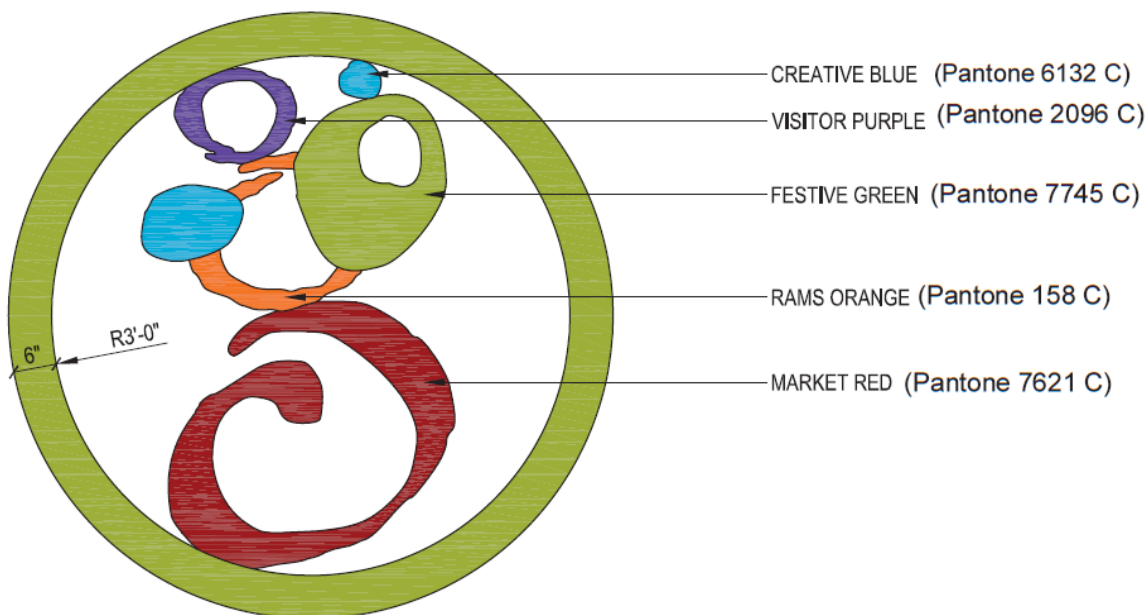 CREATIVE BLUE (Pantone 6132 C)
VISITOR PURPLE (Pantone 2096 C)
FESTIVE GREEN (Pantone 7745 C)
RAMS ORANGE (Pantone 158 C)
6" R3'-0"
MARKET RED (Pantone 7621 C)